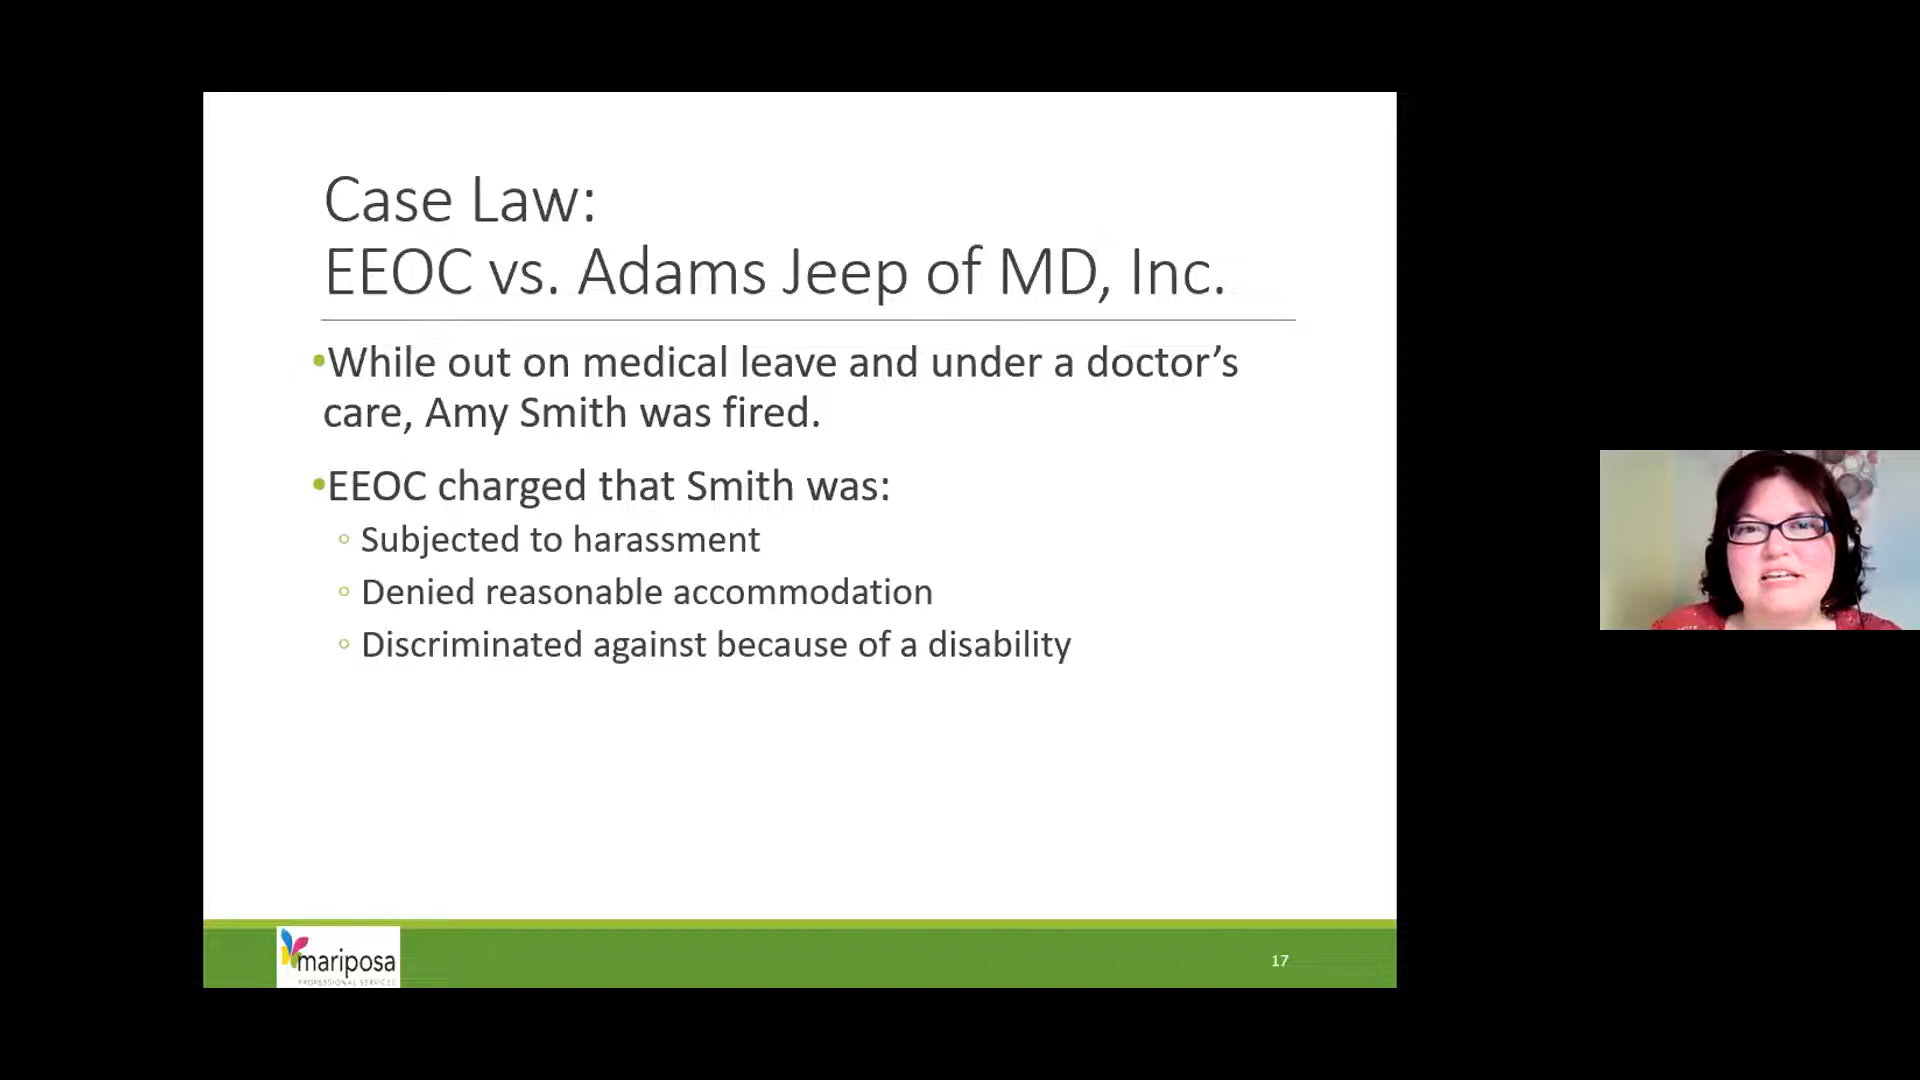 Case Law:
EEOC vs. Adams Jeep of MD, Inc.
•While out on medical leave and under a doctor’s
care, Amy Smith was fired.
•EEOC charged that Smith was:
◦ Subjected to harassment
◦ Denied reasonable accommodation
◦ Discriminated against because of a disability
mariposa
PROFESSIONAL SERVICES
17